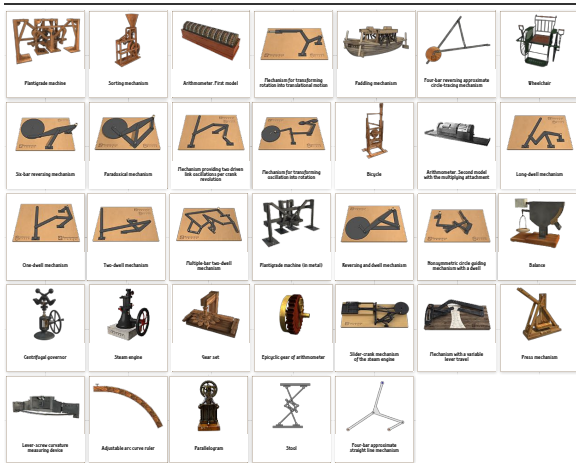 Plantigrade machine
Sorting mechanism
Arithmometer. First model
Mechanism for transforming
rotation into translational motion
Paddling mechanism
Four-bar reversing approximate
circle-tracing mechanism
Wheelchair
Six-bar reversing mechanism
Paradoxical mechanism
Mechanism providing two driven
link oscillations per crank
revolution
Mechanism for transforming
oscillation into rotation
Bicycle
Arithmometer. Second model
with the multiplying attachment
Long-dwell mechanism
One-dwell mechanism
Two-dwell mechanism
Multiple-bar two-dwell
mechanism
Plantigrade machine (in metal)
Reversing and dwell mechanism
Nonsymmetric circle guiding
mechanism with a dwell
Balance
Centrifugal governor
Steam engine
Gear set
Epicyclic gear of arithmometer
Slider-crank mechanism
of the steam engine
Mechanism with a variable
lever travel
Press mechanism
Lever-screw curvature
measuring device
Adjustable arc curve ruler
Parallelogram
Stool
Four-bar approximate
straight line mechanism